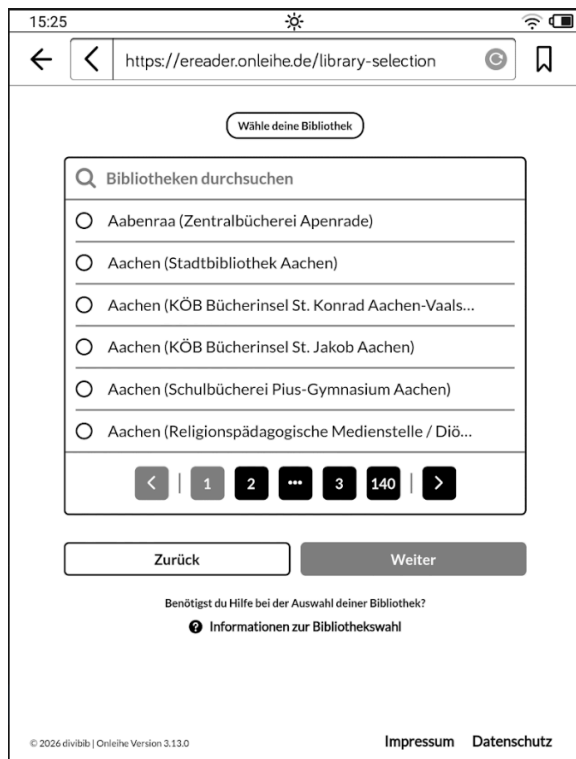 15:25
https://ereader.onleihe.de/library-selection
Wähle deine Bibliothek
Bibliotheken durchsuchen
Aabenraa (Zentralbücherei Apenrade)
Aachen (Stadtbibliothek Aachen)
Aachen (KÖB Bücherinsel St. Konrad Aachen-Vaals...
Aachen (KÖB Bücherinsel St. Jakob Aachen)
Aachen (Schulbücherei Pius-Gymnasium Aachen)
Aachen (Religionspädagogische Medienstelle / Diö...
< | 1 2 ... 3 140 | >
Zurück Weiter
Benötigst du Hilfe bei der Auswahl deiner Bibliothek?
? Informationen zur Bibliothekswahl
© 2026 divibib | Onleihe Version 3.13.0 Impressum Datenschutz